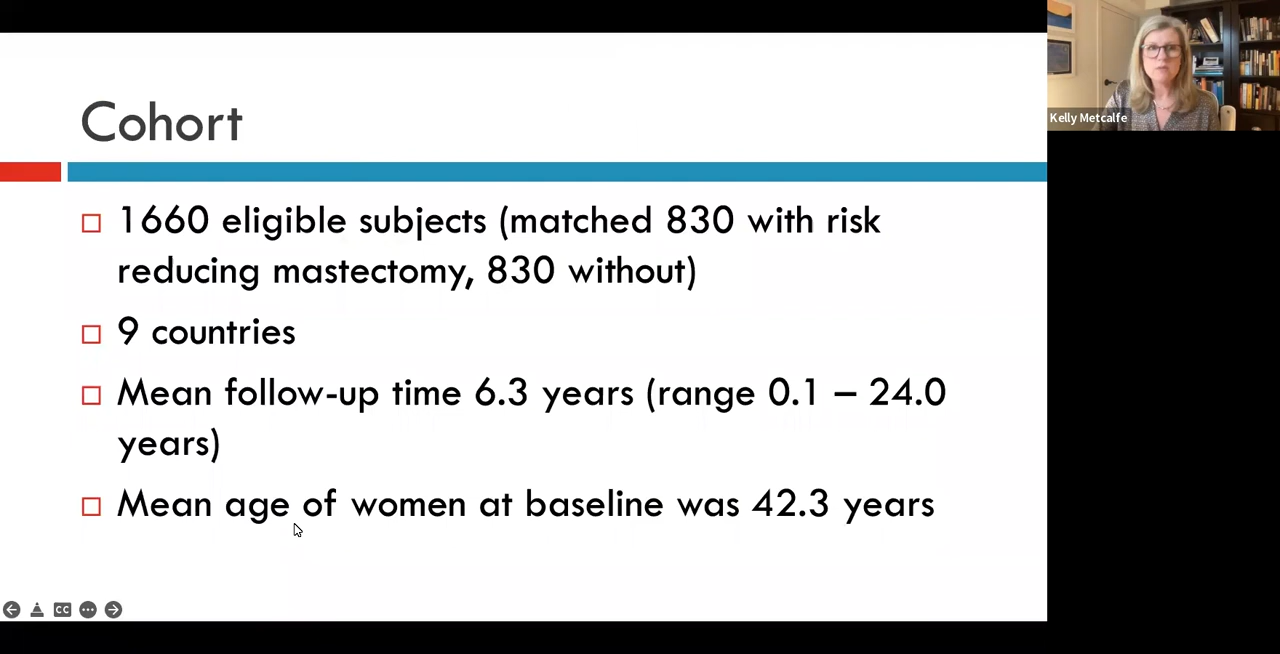 Cohort
1660 eligible subjects (matched 830 with risk
reducing mastectomy, 830 without)
9 countries
Mean follow-up time 6.3 years (range 0.1 – 24.0
years)
Mean age of women at baseline was 42.3 years
Kelly Metcalfe
CC